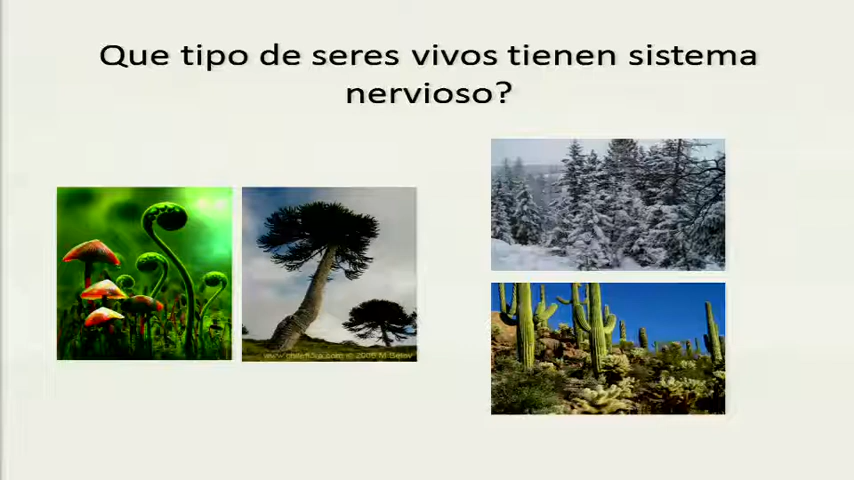 Que tipo de seres vivos tienen sistema
nervioso?